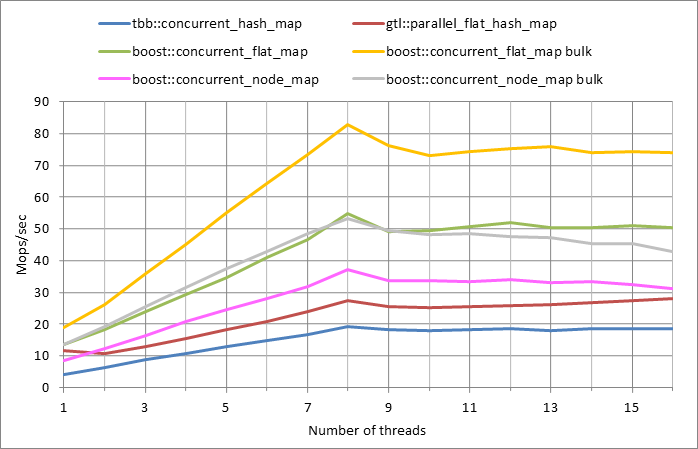 tbb::concurrent_hash_map gtl::parallel_flat_hash_map
boost::concurrent_flat_map boost::concurrent_flat_map bulk
boost::concurrent_node_map boost::concurrent_node_map bulk
90
80
70
60
50
40
30
20
10
0
Mops/sec
1 3 5 7 9 11 13 15
Number of threads